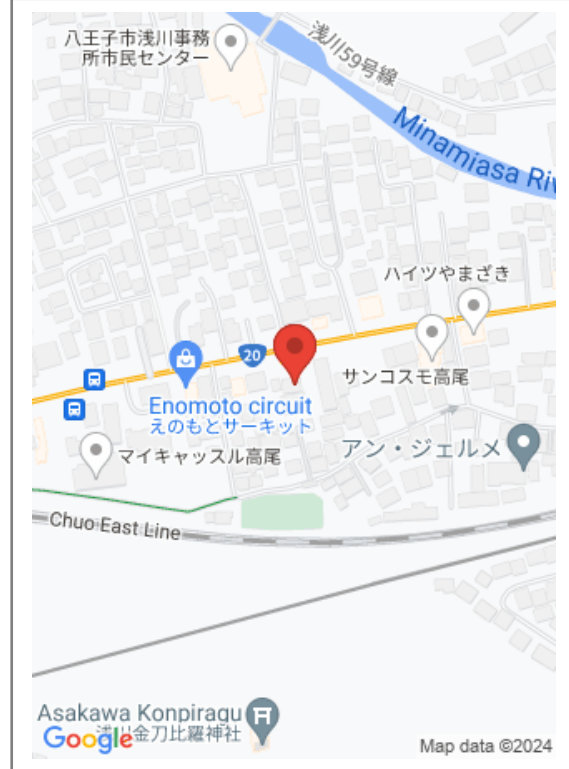 八王子市浅川事務
所市民センター
浅川59号線
Minamiasa Riv
ハイツやまざき
20
サンコスモ高尾
Enomoto circuit
えのもとサーキット
アン・ジェルメ
マイキャッスル高尾
Chuo East Line
Asakawa Konpiragu
浅川金刀比羅神社
Google
Map data ©2024